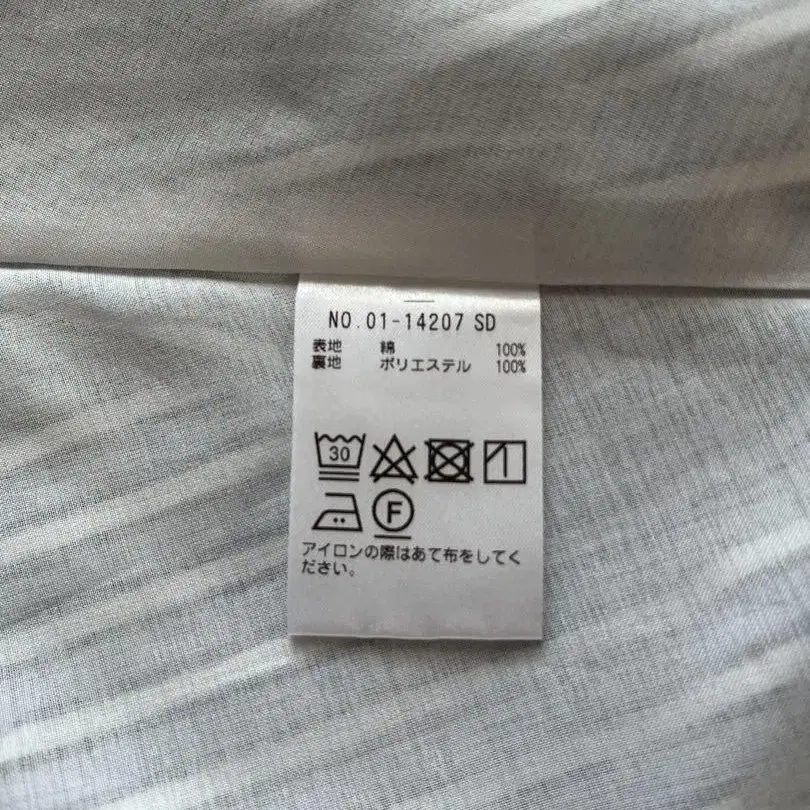 NO.01-14207 SD
表地 綿 100%
裏地 ポリエステル 100%
30
F
アイロンの際はあて布をしてく
ださい。